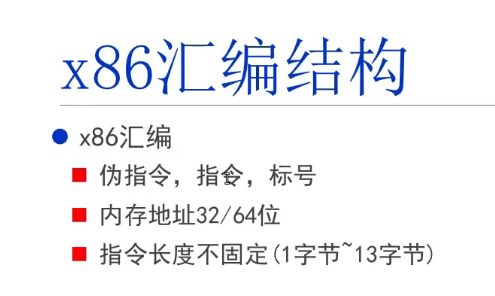 x86汇编结构
x86汇编
伪指令，指令，标号
内存地址32/64位
指令长度不固定(1字节~13字节)